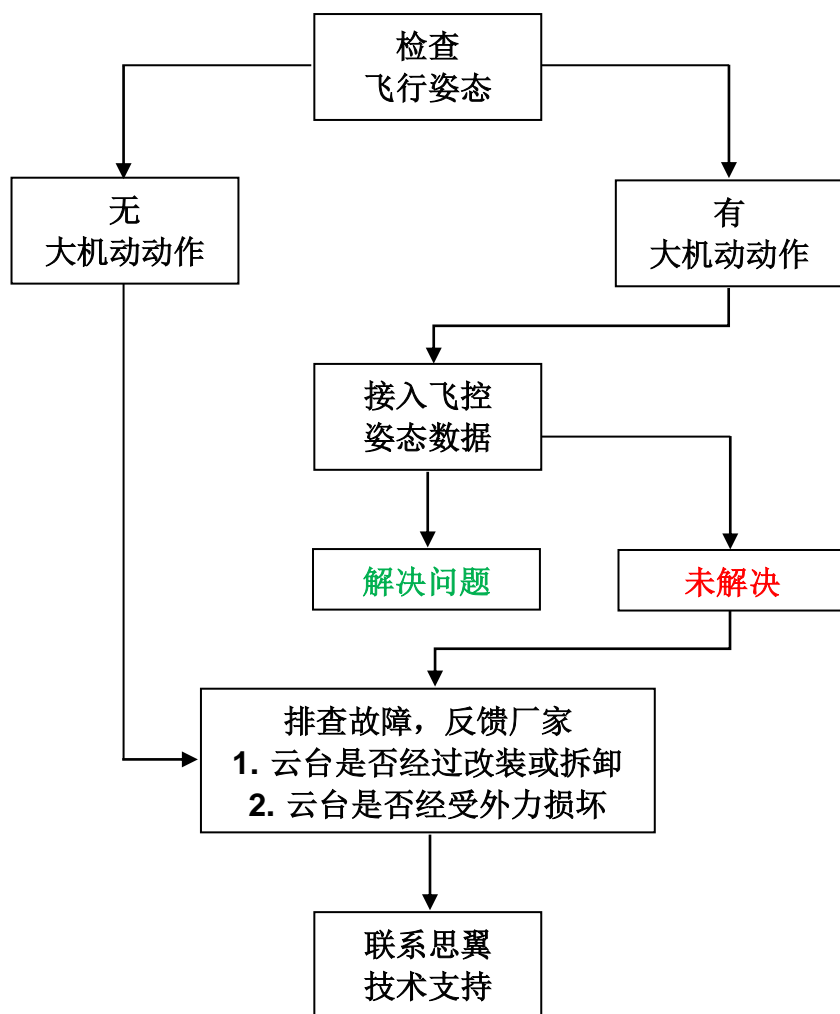 检查
飞行姿态
无
大机动动作
有
大机动动作
接入飞控
姿态数据
解决问题
未解决
排查故障，反馈厂家
1. 云台是否经过改装或拆卸
2. 云台是否经受外力损坏
联系思翼
技术支持